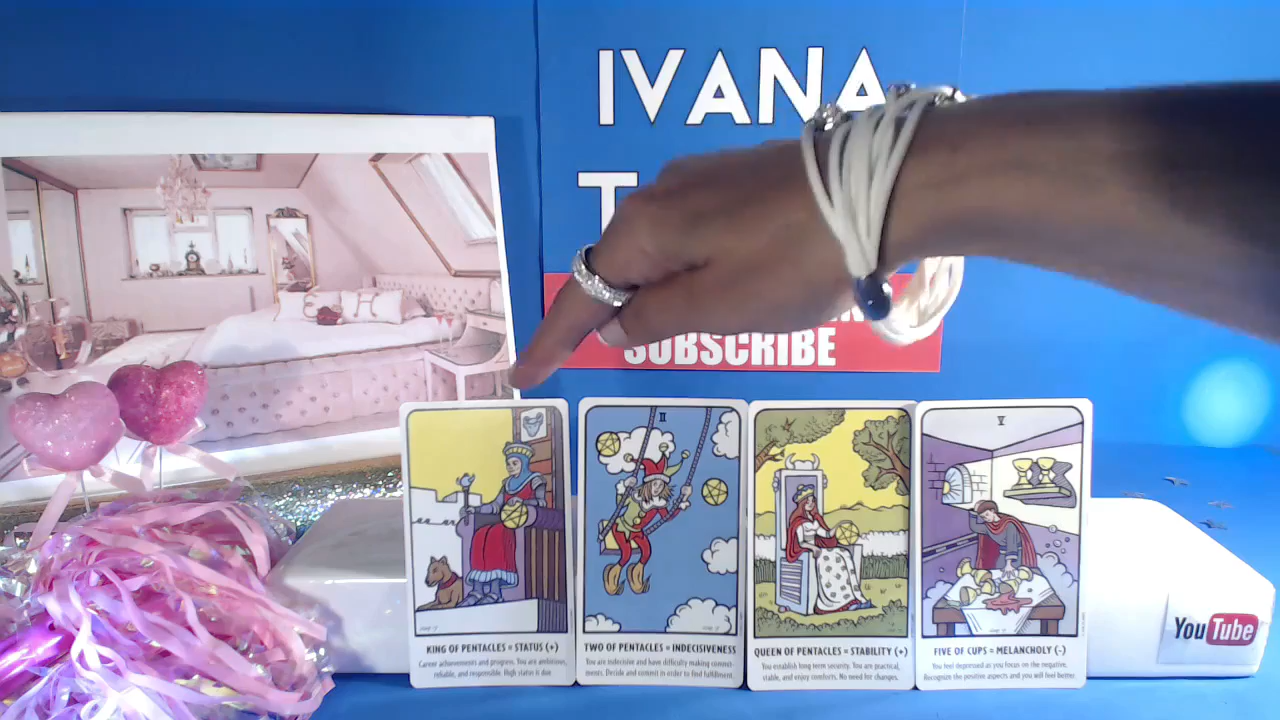 IVANA
T
SUBSCRIBE
II
V
KING OF PENTACLES = STATUS (+)
Career achievements and progress. You are ambitious,
reliable, and responsible. High status is due.
TWO OF PENTACLES = INDECISIVENESS
You are indecisive and have difficulty making commit-
ments. Decide and commit in order to find fulfillment.
QUEEN OF PENTACLES = STABILITY (+)
You establish long term security. You are practical,
stable, and enjoy comforts. No need for changes.
FIVE OF CUPS = MELANCHOLY (-)
You feel depressed as you focus on the negative.
Recognize the positive aspects and you will feel better.
YouTube
E H